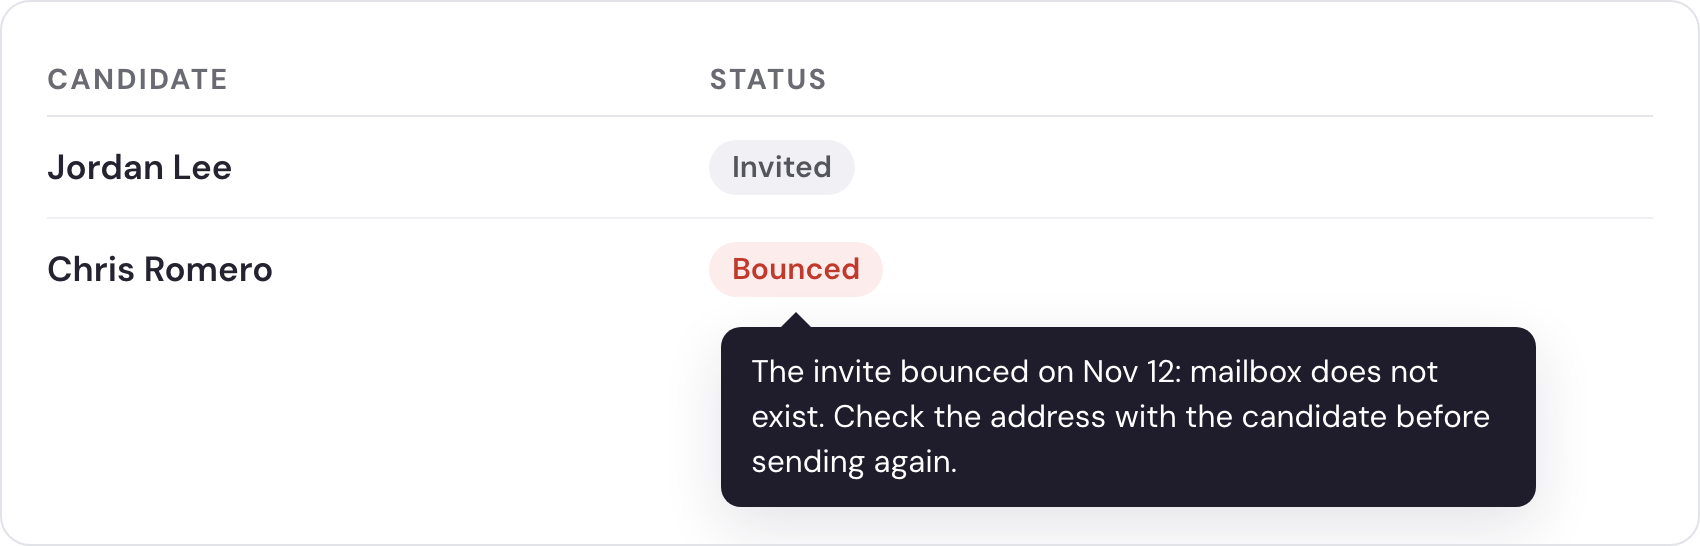 CANDIDATE STATUS
Jordan Lee Invited
Chris Romero Bounced
The invite bounced on Nov 12: mailbox does not
exist. Check the address with the candidate before
sending again.